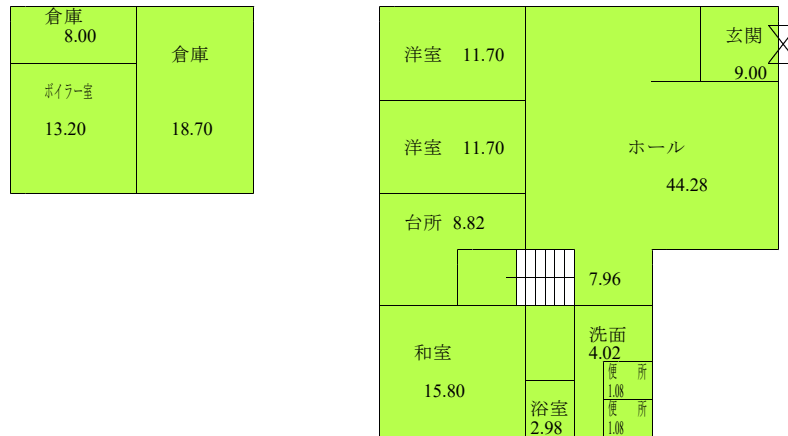 倉庫
8.00
倉庫
ボイラー室
13.20
18.70
洋室 11.70
玄関
9.00
洋室 11.70
ホール
44.28
台所 8.82
7.96
和室
15.80
洗面
4.02
便 所
1.08
便 所
1.08
浴室
2.98